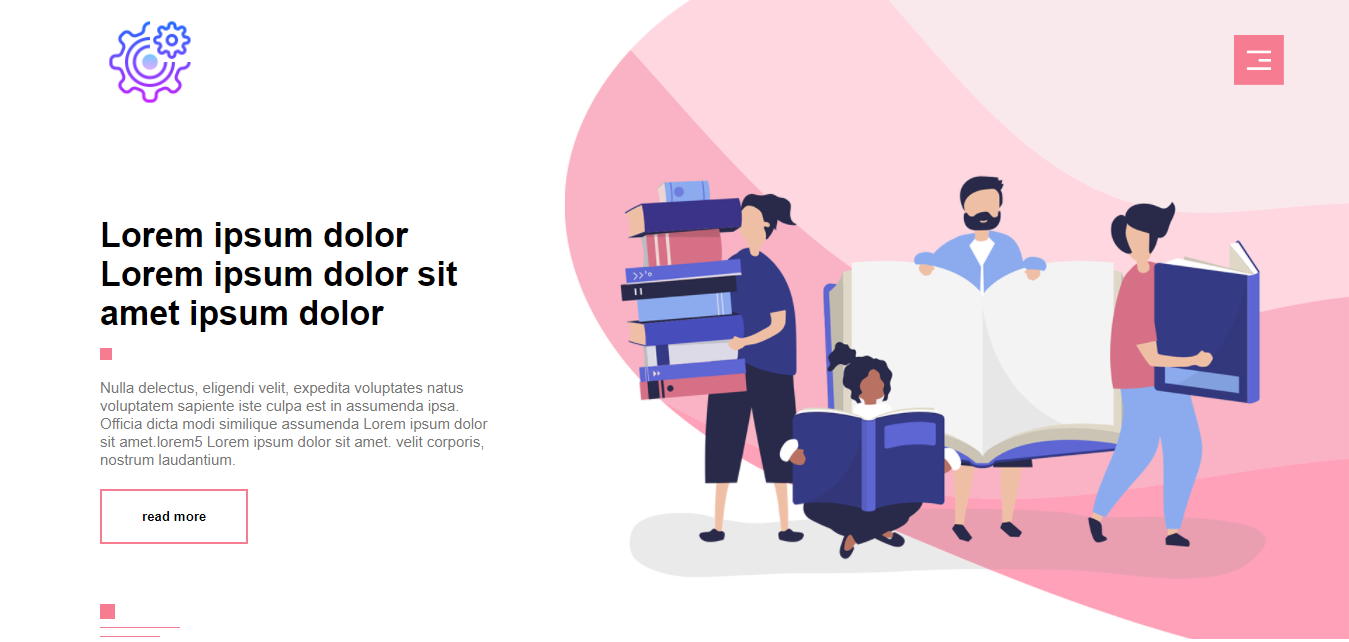 Lorem ipsum dolor
Lorem ipsum dolor sit
amet ipsum dolor
Nulla delectus, eligendi velit, expedita voluptates natus
voluptatem sapiente iste culpa est in assumenda ipsa.
Officia dicta modi similique assumenda Lorem ipsum dolor
sit amet.lorem5 Lorem ipsum dolor sit amet. velit corporis,
nostrum laudantium.
read more